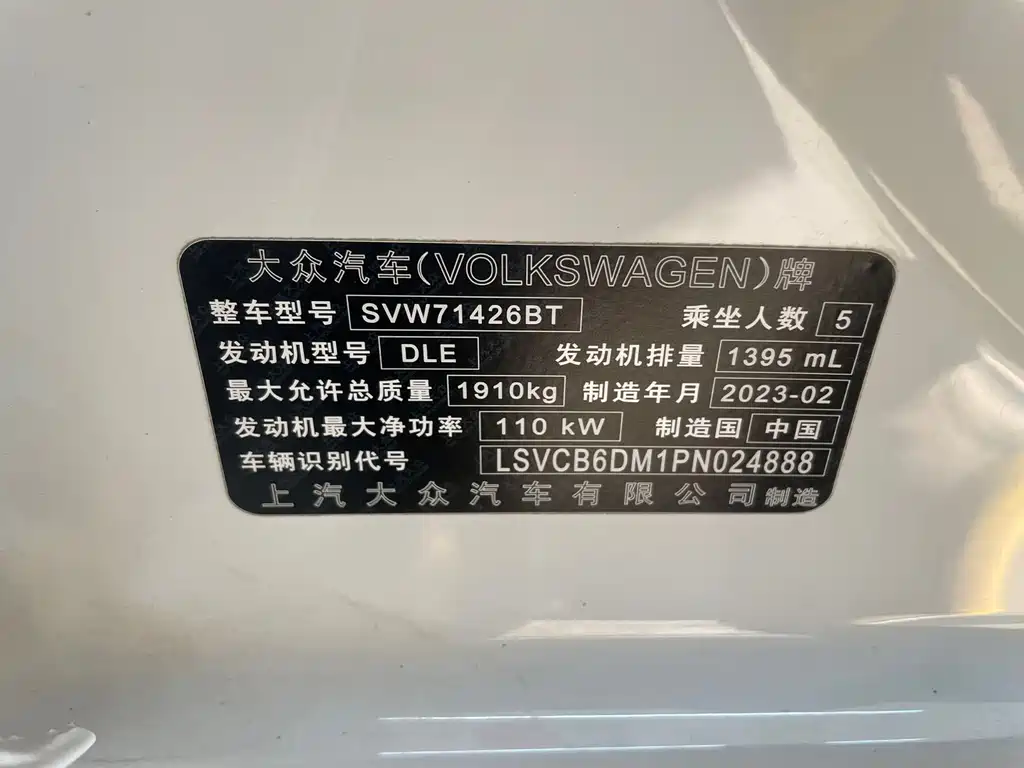 大众汽车(VOLKSWAGEN)牌
整车型号 SVW71426BT 乘坐人数 5
发动机型号 DLE 发动机排量 1395 mL
最大允许总质量 1910kg 制造年月 2023-02
发动机最大净功率 110 kW 制造国 中国
车辆识别代号 LSVCB6DM1PN024888
上汽大众汽车有限公司制造